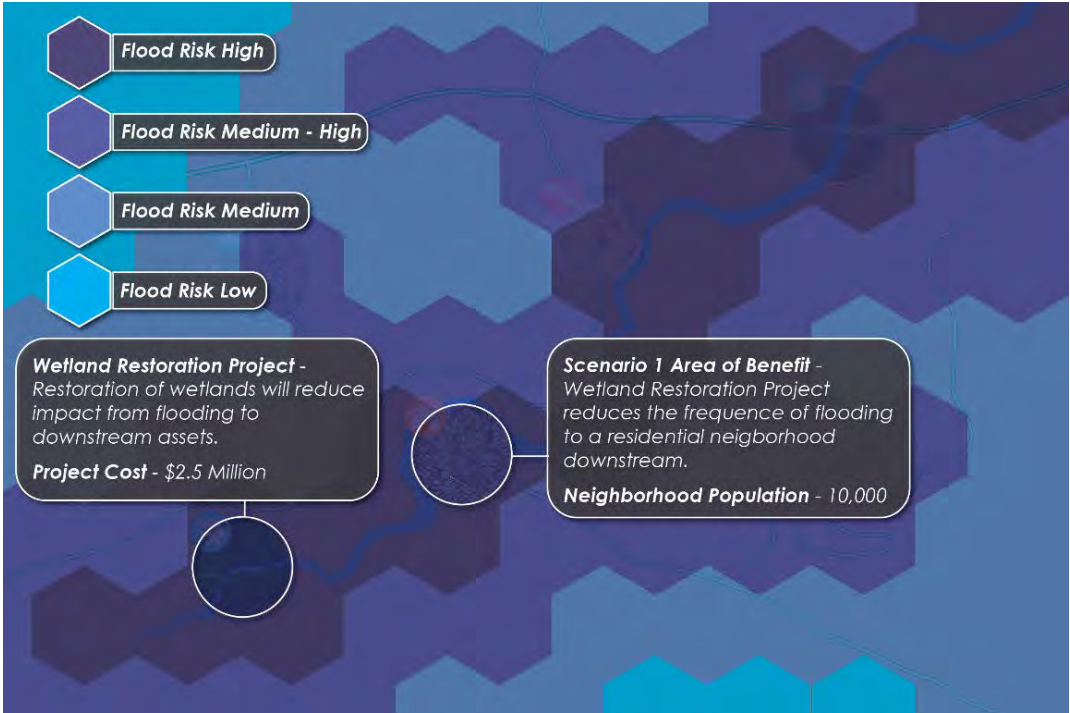 Flood Risk High
Flood Risk Medium - High
Flood Risk Medium
Flood Risk Low
Wetland Restoration Project -
Restoration of wetlands will reduce
impact from flooding to
downstream assets.
Project Cost - $2.5 Million
Scenario 1 Area of Benefit -
Wetland Restoration Project
reduces the frequence of flooding
to a residential neigborhood
downstream.
Neighborhood Population - 10,000